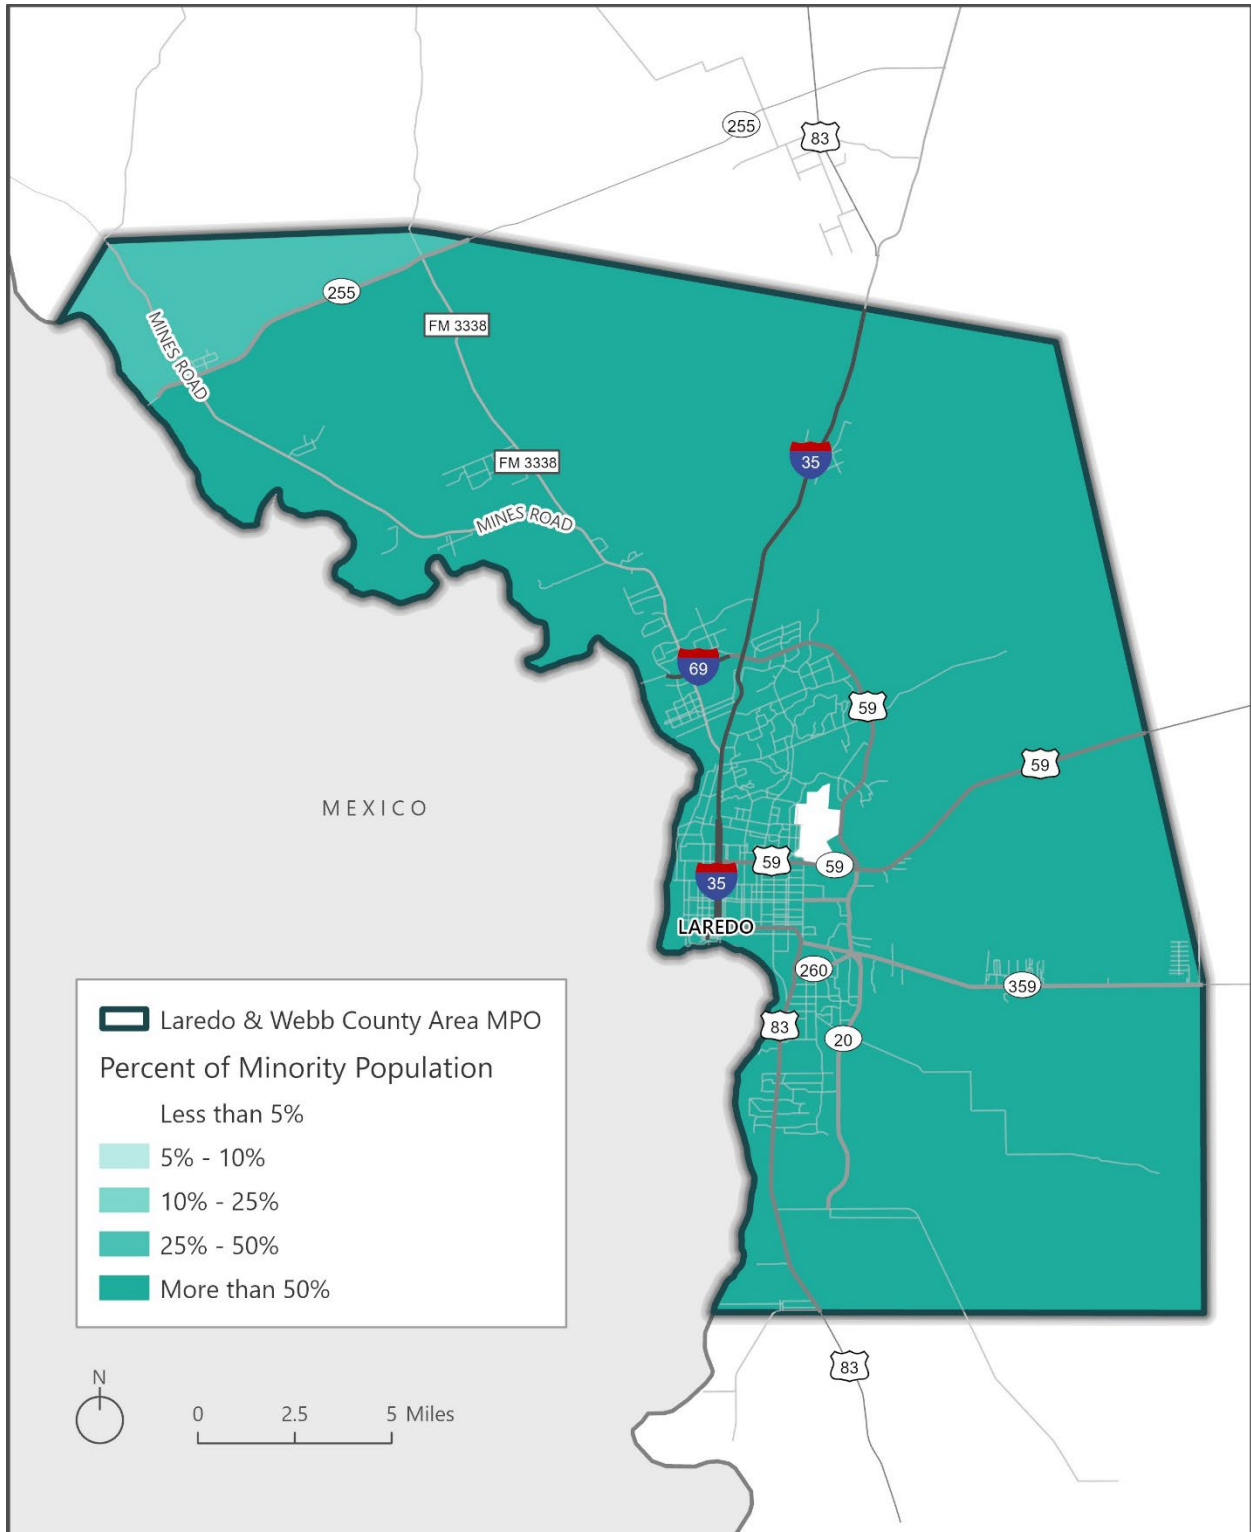 255
83
255
MINES ROAD
FM 3338
35
FM 3338
MINES ROAD
69
59
59
MEXICO
59
59
35
LAREDO
260
359
83
20
Laredo & Webb County Area MPO
Percent of Minority Population
Less than 5%
5% - 10%
10% - 25%
25% - 50%
More than 50%
83
N
0 2.5 5 Miles